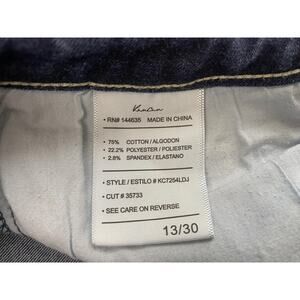 KanCan
• RN# 144635 MADE IN CHINA
• 75% COTTON / ALGODON
• 22.2% POLYESTER / POLIESTER
• 2.8% SPANDEX / ELASTANO
• STYLE / ESTILO # KC7254LDJ
• CUT # 35733
• SEE CARE ON REVERSE
13/30